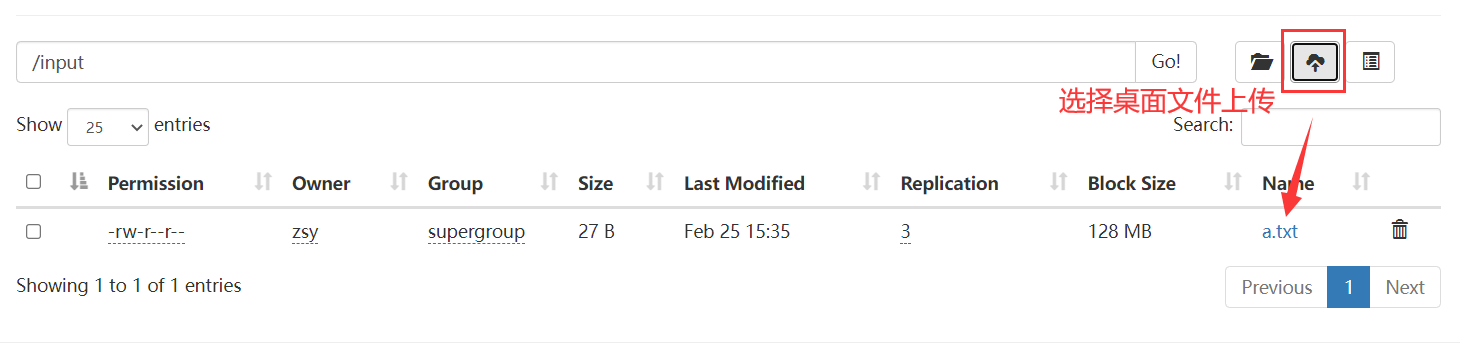 /input Go!
选择桌面文件上传
Show 25 entries Search:
Permission Owner Group Size Last Modified Replication Block Size Name
-rw-r--r-- zsy supergroup 27 B Feb 25 15:35 3 128 MB a.txt
Showing 1 to 1 of 1 entries Previous 1 Next